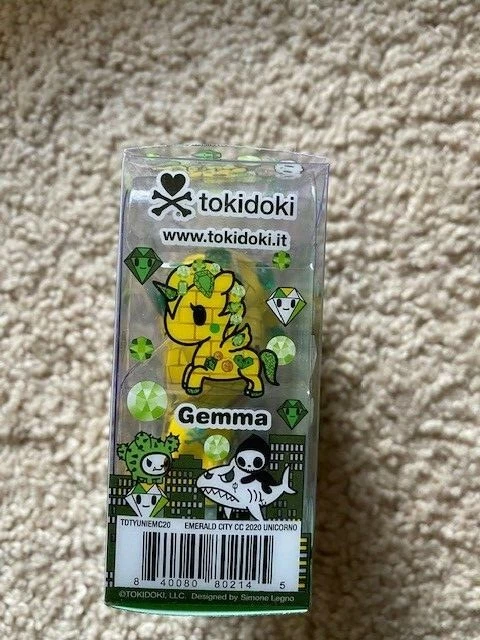 tokidoki
www.tokidoki.it
Gemma
TDTYUNIEMC20 EMERALD CITY CC 2020 UNICORNO
8 40080 80214 5
©TOKIDOKI, LLC. Designed by Simone Legno